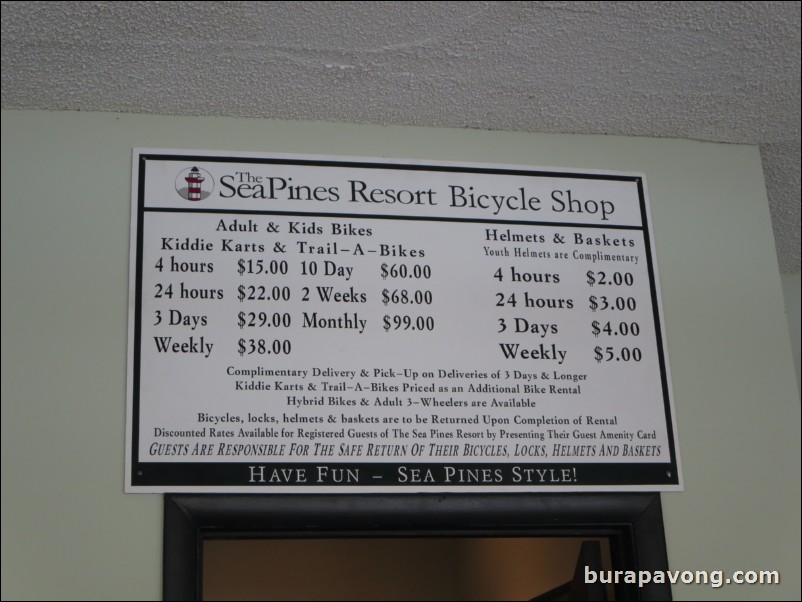 The
SeaPines Resort Bicycle Shop
Adult & Kids Bikes
Kiddie Karts & Trail-A-Bikes
4 hours $15.00 10 Day $60.00
24 hours $22.00 2 Weeks $68.00
3 Days $29.00 Monthly $99.00
Weekly $38.00
Helmets & Baskets
Youth Helmets are Complimentary
4 hours $2.00
24 hours $3.00
3 Days $4.00
Weekly $5.00
Complimentary Delivery & Pick-Up on Deliveries of 3 Days & Longer
Kiddie Karts & Trail-A-Bikes Priced as an Additional Bike Rental
Hybrid Bikes & Adult 3-Wheelers are Available
Bicycles, locks, helmets & baskets are to be Returned Upon Completion of Rental
Discounted Rates Available for Registered Guests of The Sea Pines Resort by Presenting Their Guest Amenity Card
GUESTS ARE RESPONSIBLE FOR THE SAFE RETURN OF THEIR BICYCLES, LOCKS, HELMETS AND BASKETS
HAVE FUN – SEA PINES STYLE!
burapavong.com